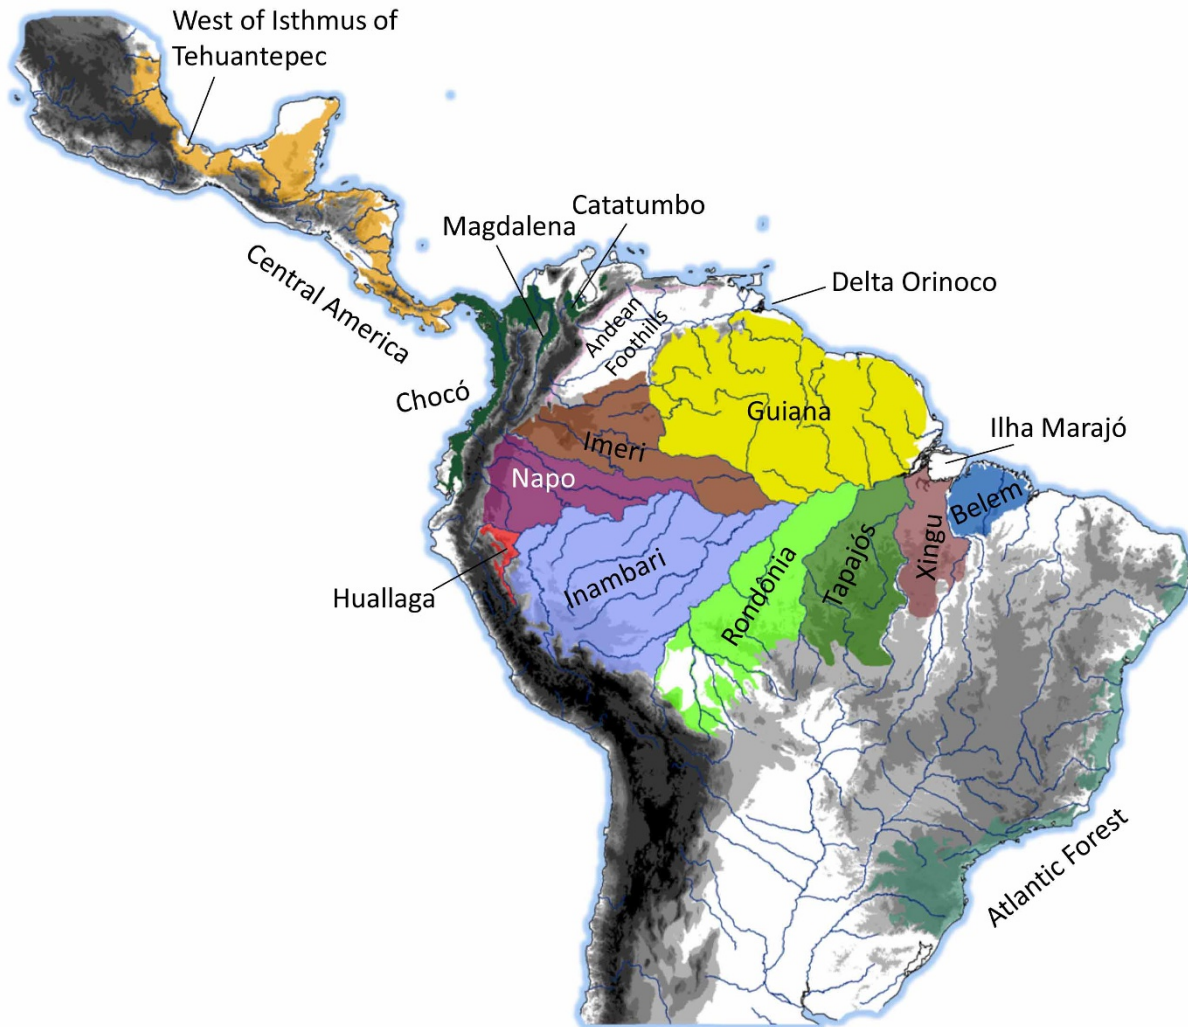 West of Isthmus of
Tehuantepec
Catatumbo
Magdalena
Central America
Delta Orinoco
Andean
Foothills
Chocó
Guiana
Ilha Marajó
Imeri
Napo
Belem
Xingu
Tapajós
Rondônia
Inambari
Huallaga
Atlantic Forest